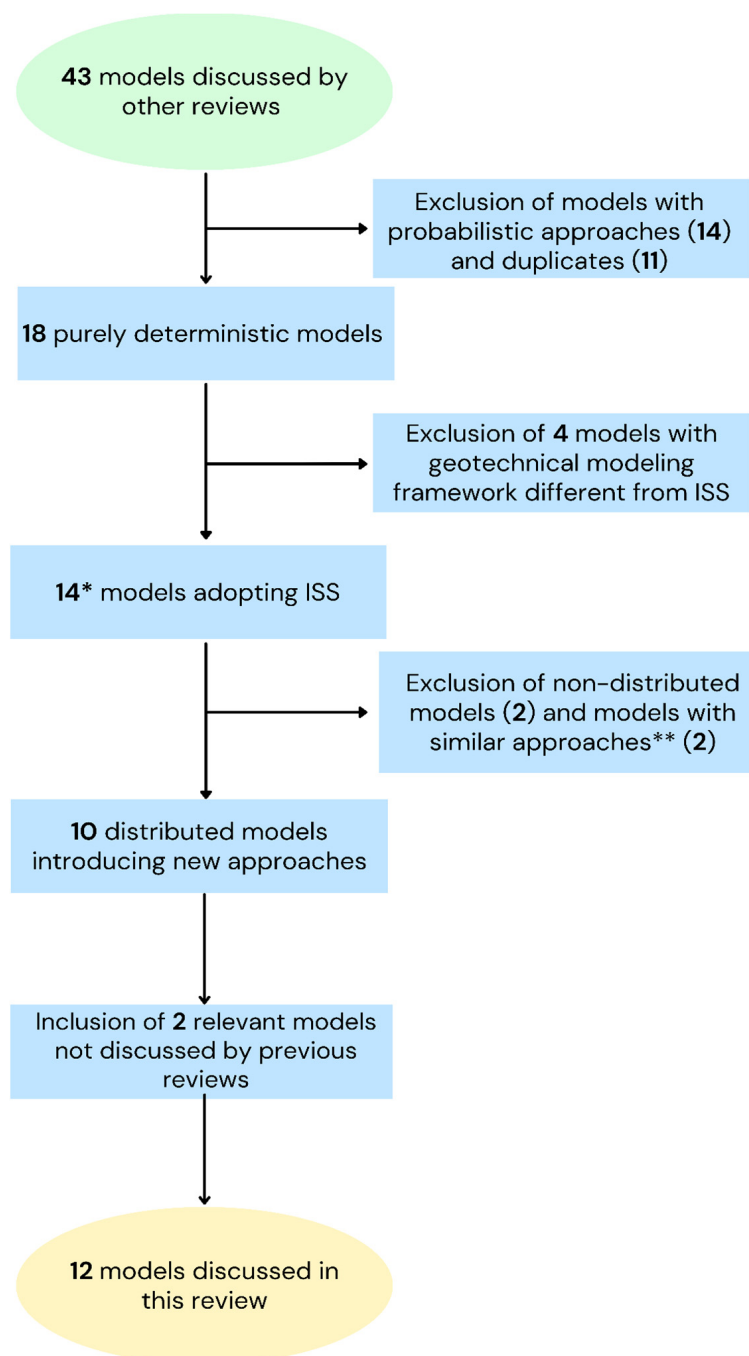 43 models discussed by
other reviews
Exclusion of models with
probabilistic approaches (14)
and duplicates (11)
18 purely deterministic models
Exclusion of 4 models with
geotechnical modeling
framework different from ISS
14* models adopting ISS
Exclusion of non-distributed
models (2) and models with
similar approaches** (2)
10 distributed models
introducing new approaches
Inclusion of 2 relevant models
not discussed by previous
reviews
12 models discussed in
this review